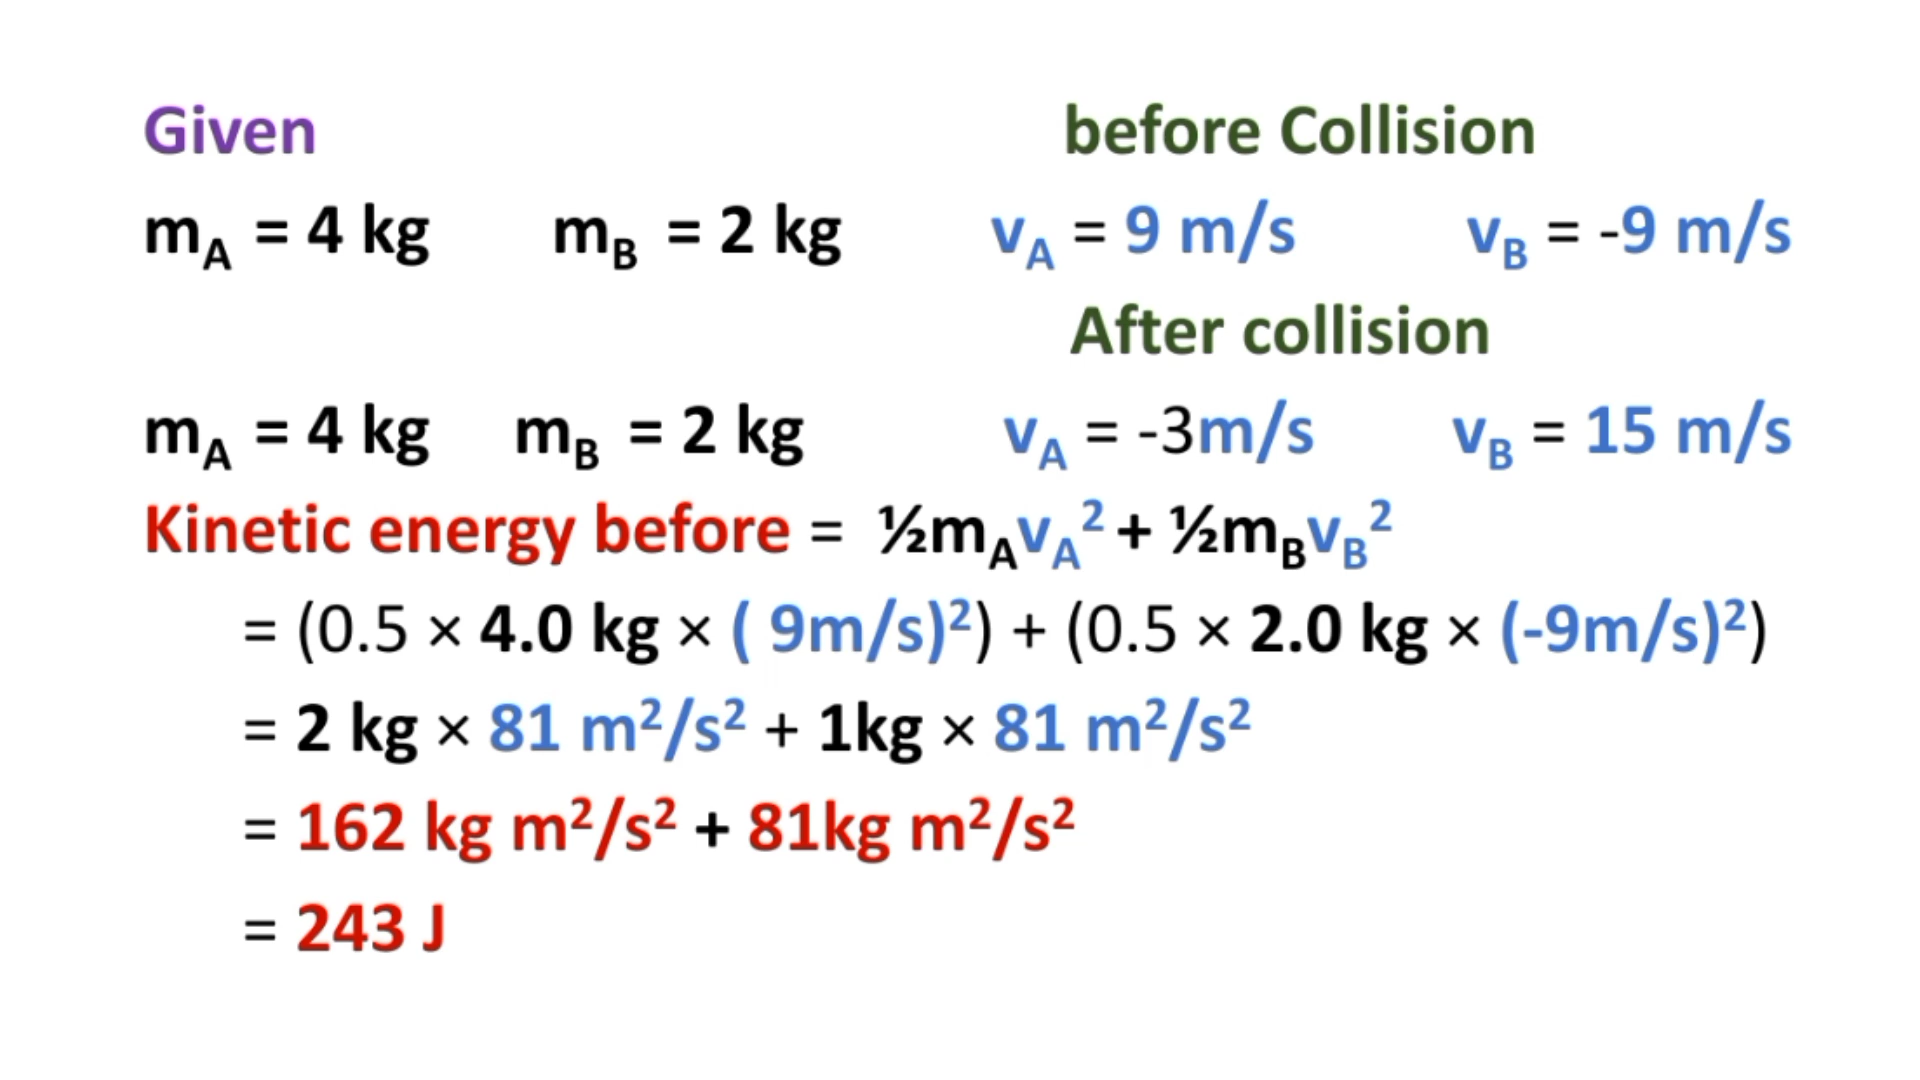 Given before Collision
mA = 4 kg mB = 2 kg vA = 9 m/s vB = -9 m/s
After collision
mA = 4 kg mB = 2 kg vA = -3m/s vB = 15 m/s
Kinetic energy before = ½mAvA² + ½mBvB²
= (0.5 × 4.0 kg × ( 9m/s)²) + (0.5 × 2.0 kg × (-9m/s)²)
= 2 kg × 81 m²/s² + 1kg × 81 m²/s²
= 162 kg m²/s² + 81kg m²/s²
= 243 J